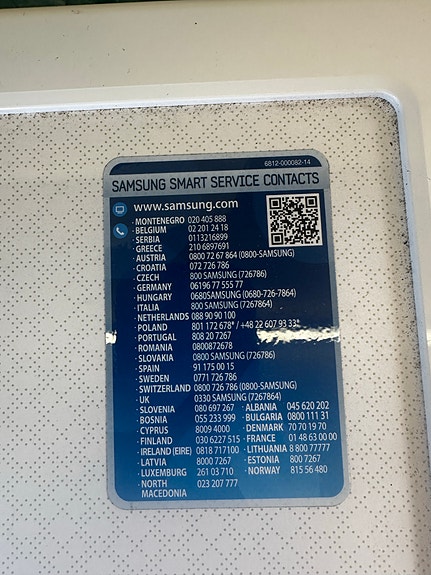 6812-000082-14
SAMSUNG SMART SERVICE CONTACTS
www.samsung.com
· MONTENEGRO 020 405 888
· BELGIUM 02 201 24 18
· SERBIA 0113216899
· GREECE 210 6897691
· AUSTRIA 0800 72 67 864 (0800-SAMSUNG)
· CROATIA 072 726 786
· CZECH 800 SAMSUNG (726786)
· GERMANY 06196 77 555 77
· HUNGARY 0680SAMSUNG (0680-726-7864)
· ITALIA 800 SAMSUNG (7267864)
· NETHERLANDS 088 90 90 100
· POLAND 801 172 678* / +48 22 607 93 33*
· PORTUGAL 808 20 7267
· ROMANIA 0800872678
· SLOVAKIA 0800 SAMSUNG (726786)
· SPAIN 91 175 00 15
· SWEDEN 0771 726 786
· SWITZERLAND 0800 726 786 (0800-SAMSUNG)
· UK 0330 SAMSUNG (7267864)
· SLOVENIA 080 697 267 · ALBANIA 045 620 202
· BOSNIA 055 233 999 · BULGARIA 0800 111 31
· CYPRUS 8009 4000 · DENMARK 70 70 19 70
· FINLAND 030 6227 515 · FRANCE 01 48 63 00 00
· IRELAND (EIRE) 0818 717100 · LITHUANIA 8 800 77777
· LATVIA 8000 7267 · ESTONIA 800 7267
· LUXEMBURG 261 03 710 · NORWAY 815 56 480
· NORTH 023 207 777
MACEDONIA